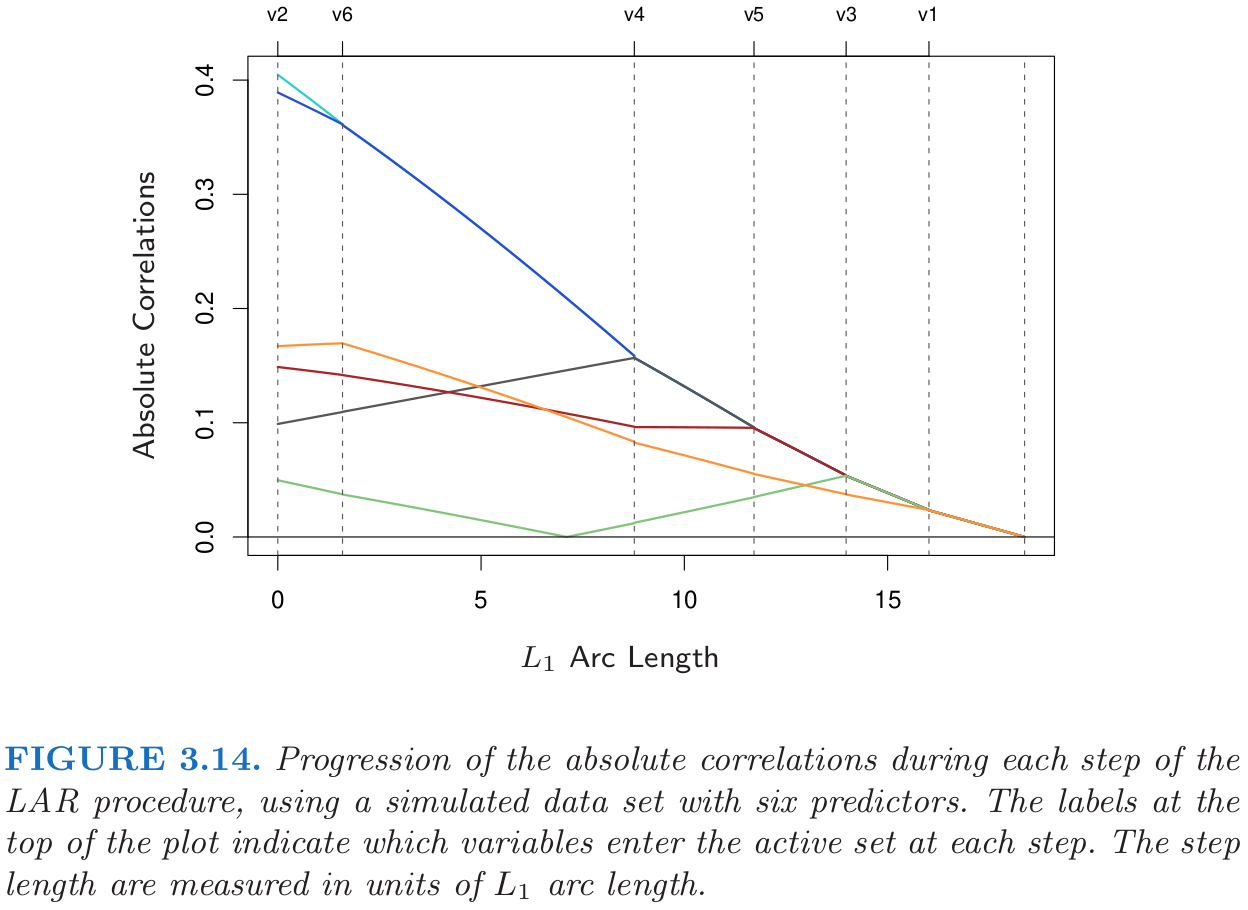 v2 v6 v4 v5 v3 v1
0.4
0.3
0.2
0.1
0.0
Absolute Correlations
0 5 10 15
L₁ Arc Length
FIGURE 3.14. Progression of the absolute correlations during each step of the
LAR procedure, using a simulated data set with six predictors. The labels at the
top of the plot indicate which variables enter the active set at each step. The step
length are measured in units of L₁ arc length.